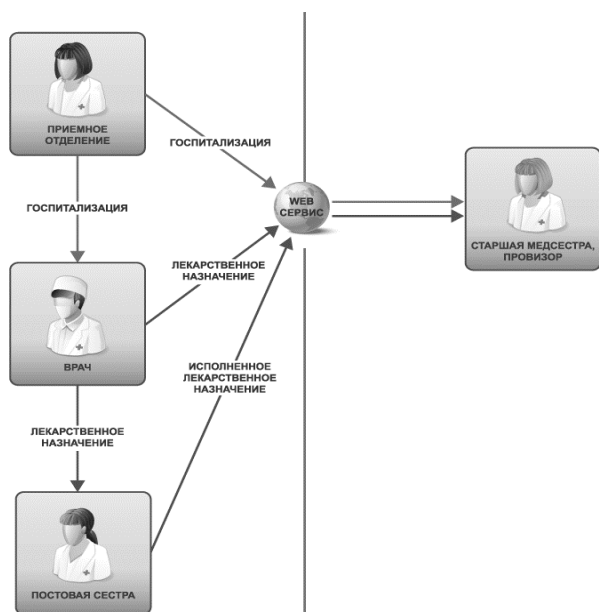 ПРИЕМНОЕ
ОТДЕЛЕНИЕ
ГОСПИТАЛИЗАЦИЯ
ГОСПИТАЛИЗАЦИЯ
WEB
СЕРВИС
СТАРШАЯ МЕДСЕСТРА,
ПРОВИЗОР
ЛЕКАРСТВЕННОЕ
НАЗНАЧЕНИЕ
ВРАЧ
ИСПОЛНЕННОЕ
ЛЕКАРСТВЕННОЕ
НАЗНАЧЕНИЕ
ЛЕКАРСТВЕННОЕ
НАЗНАЧЕНИЕ
ПОСТОВАЯ СЕСТРА